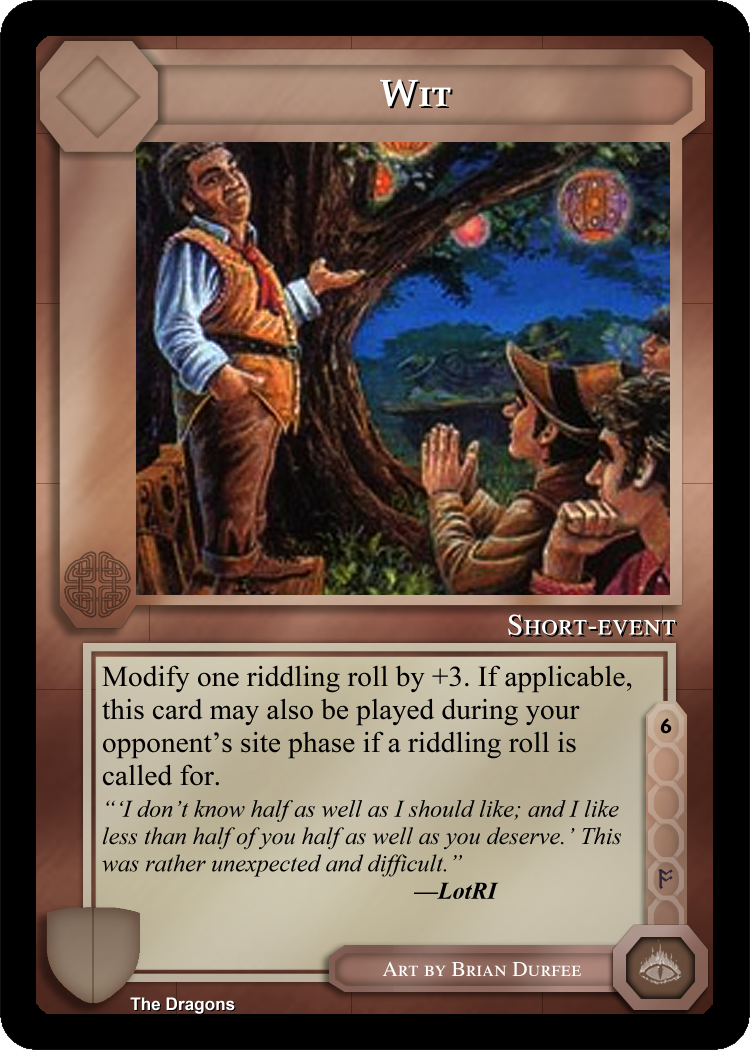 Wit
Short-event
Modify one riddling roll by +3. If applicable,
this card may also be played during your
opponent’s site phase if a riddling roll is
called for.
“‘I don’t know half as well as I should like; and I like
less than half of you half as well as you deserve.’ This
was rather unexpected and difficult.”
—LotRI
6
Art by Brian Durfee
The Dragons